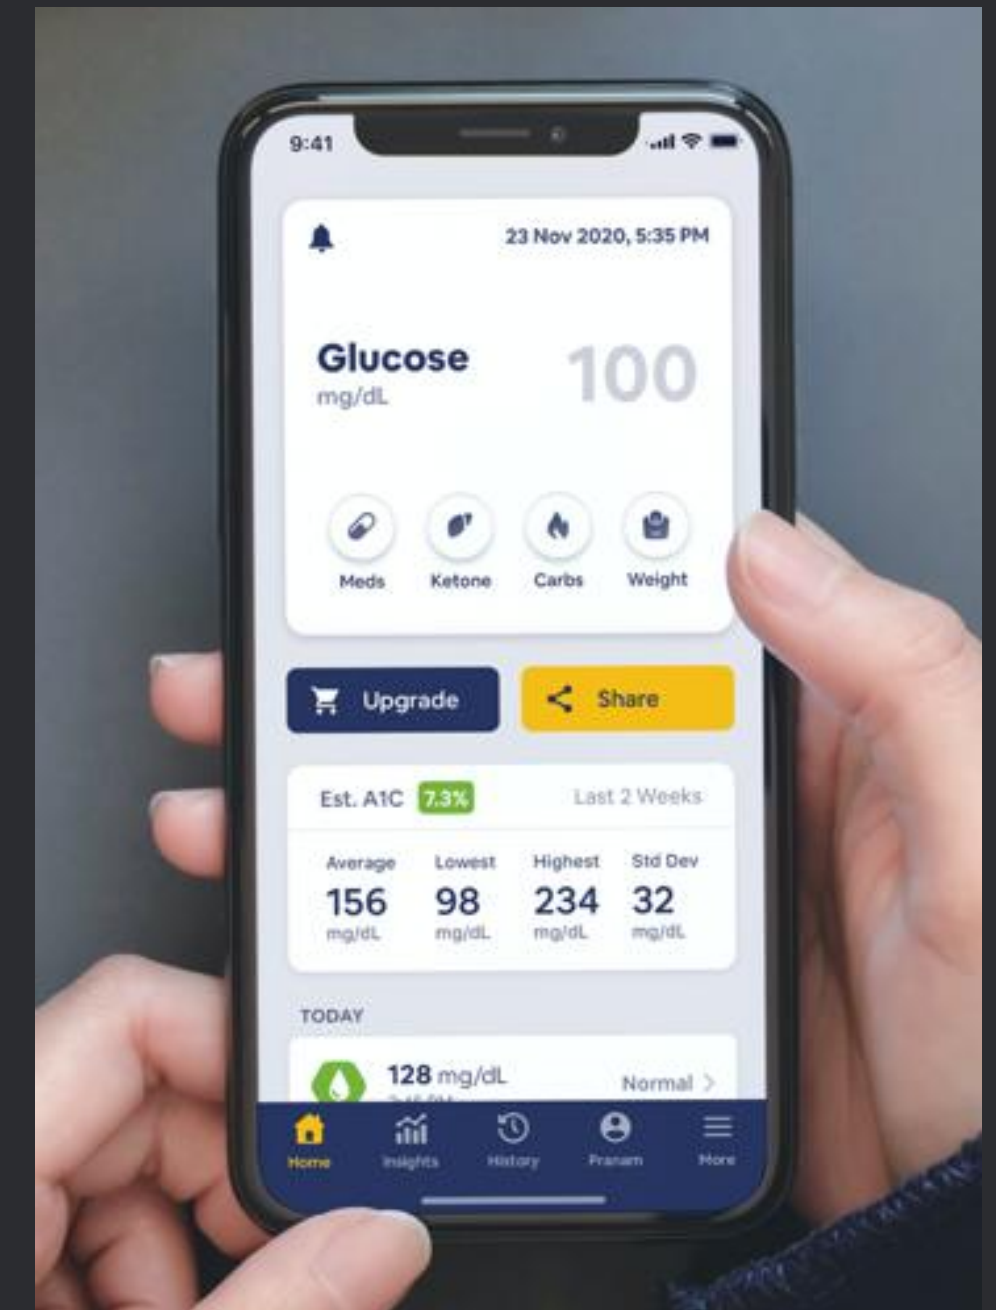 9:41
23 Nov 2020, 5:35 PM
Glucose 100
mg/dL
Meds Ketone Carbs Weight
Upgrade Share
Est. A1C 7.3% Last 2 Weeks
Average Lowest Highest Std Dev
156 98 234 32
mg/dL mg/dL mg/dL mg/dL
TODAY
128 mg/dL Normal
Home Insights History Pranam More